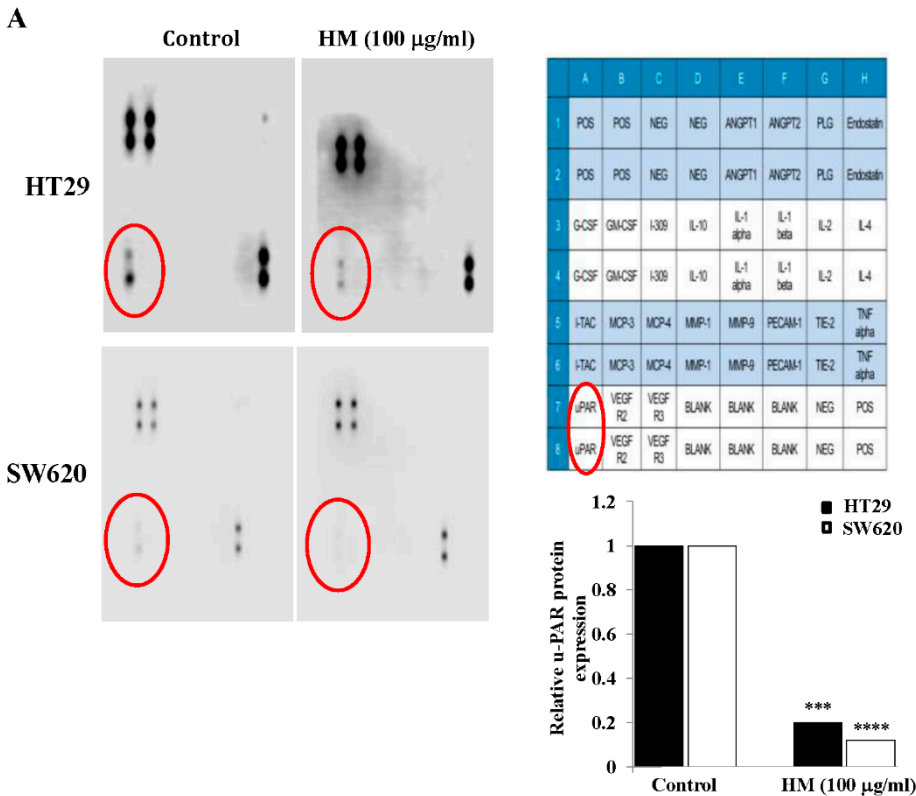 A
Control HM (100 µg/ml)
HT29
SW620
A B C D E F G H
1 POS POS NEG NEG ANGPT1 ANGPT2 PLG Endostatin
2 POS POS NEG NEG ANGPT1 ANGPT2 PLG Endostatin
3 G-CSF GM-CSF I-309 IL-10 IL-1 alpha IL-1 beta IL-2 IL-4
4 G-CSF GM-CSF I-309 IL-10 IL-1 alpha IL-1 beta IL-2 IL-4
5 I-TAC MCP-3 MCP-4 MMP-1 MMP-9 PECAM-1 TIE-2 TNF alpha
6 I-TAC MCP-3 MCP-4 MMP-1 MMP-9 PECAM-1 TIE-2 TNF alpha
7 uPAR VEGF R2 VEGF R3 BLANK BLANK BLANK NEG POS
8 uPAR VEGF R2 VEGF R3 BLANK BLANK BLANK NEG POS
Relative u-PAR protein
expression
1.2
1
0.8
0.6
0.4
0.2
0
HT29
SW620
*** ****
Control HM (100 µg/ml)